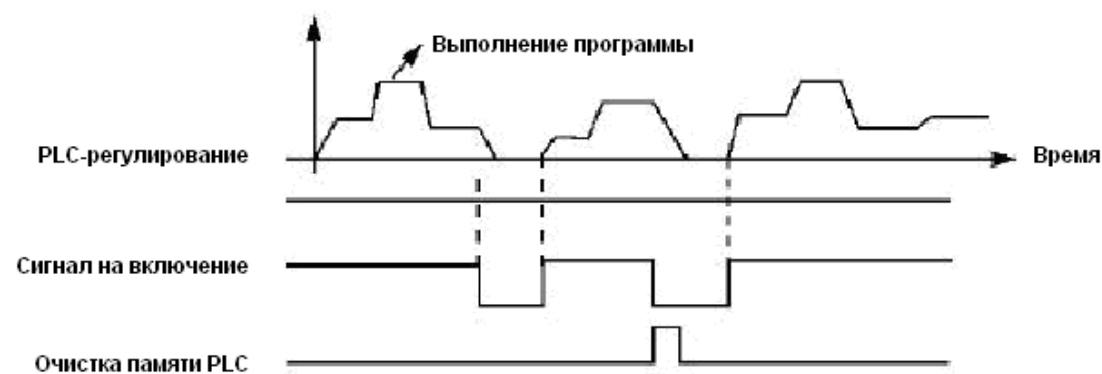 Выполнение программы
PLC-регулирование
Время
Сигнал на включение
Очистка памяти PLC